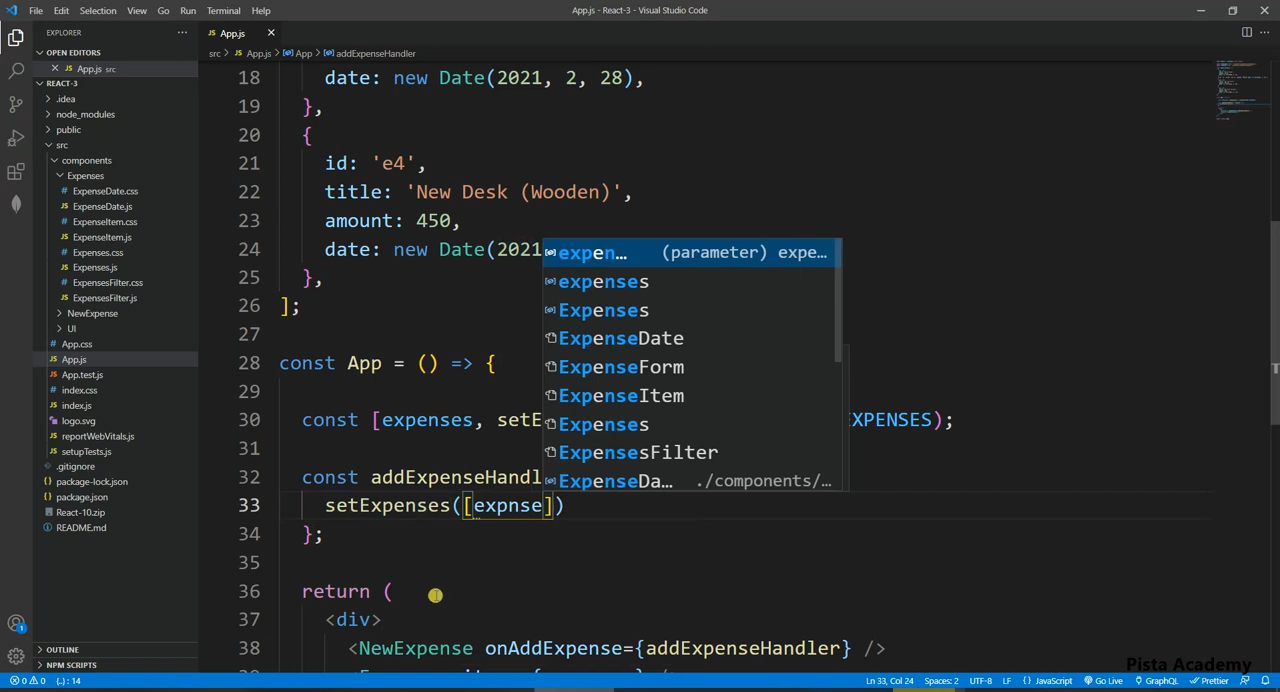 File Edit Selection View Go Run Terminal Help App.js - React-3 - Visual Studio Code
EXPLORER
OPEN EDITORS
App.js src
REACT-3
.idea
node_modules
public
src
components
Expenses
ExpenseDate.css
ExpenseDate.js
ExpenseItem.css
ExpenseItem.js
Expenses.css
Expenses.js
ExpensesFilter.css
ExpensesFilter.js
NewExpense
UI
App.css
App.js
App.test.js
index.css
index.js
logo.svg
reportWebVitals.js
setupTests.js
.gitignore
package-lock.json
package.json
React-10.zip
README.md
OUTLINE
NPM SCRIPTS
App.js
src > App.js > App > addExpenseHandler
18 date: new Date(2021, 2, 28),
19 },
20 {
21 id: 'e4',
22 title: 'New Desk (Wooden)',
23 amount: 450,
24 date: new Date(2021
25 },
26 ];
27
28 const App = () => {
29
30 const [expenses, setE XPENSES);
31
32 const addExpenseHandl
33 setExpenses([expnse])
34 };
35
36 return (
37 <div>
38 <NewExpense onAddExpense={addExpenseHandler} />
expen… (parameter) expe…
expenses
Expenses
ExpenseDate
ExpenseForm
ExpenseItem
Expenses
ExpensesFilter
ExpenseDa… ./components/…
Pista Academy
0 0 {..} : 14 Ln 33, Col 24 Spaces: 2 UTF-8 LF {} JavaScript Go Live GraphQL Prettier